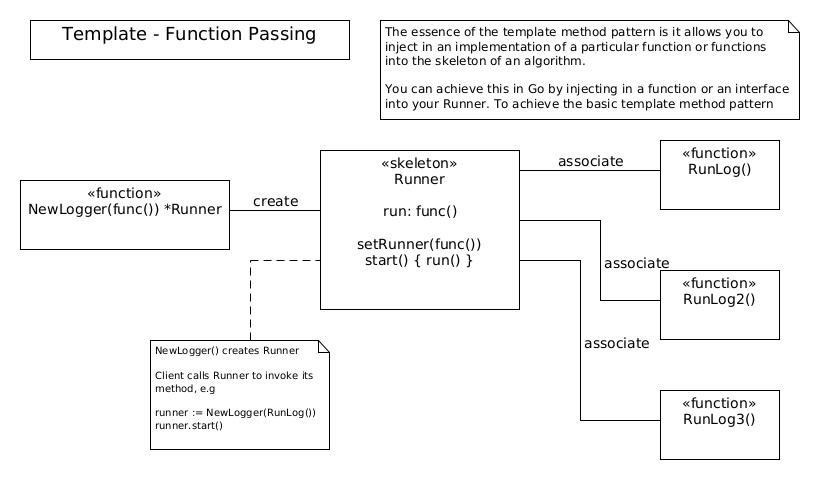 Template - Function Passing
The essence of the template method pattern is it allows you to
inject in an implementation of a particular function or functions
into the skeleton of an algorithm.
You can achieve this in Go by injecting in a function or an interface
into your Runner. To achieve the basic template method pattern
«function»
NewLogger(func()) *Runner
create
«skeleton»
Runner
run: func()
setRunner(func())
start() { run() }
associate
«function»
RunLog()
associate
«function»
RunLog2()
associate
«function»
RunLog3()
NewLogger() creates Runner
Client calls Runner to invoke its
method, e.g
runner := NewLogger(RunLog())
runner.start()